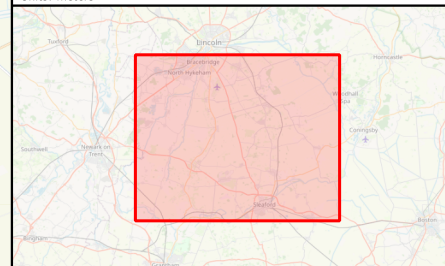 Tuxford
Lincoln
Horncastle
Bracebridge
North Hykeham
Woodhall
Spa
Coningsby
Southwell
Newark on
Trent
Sleaford
Boston
Bingham
Grantham